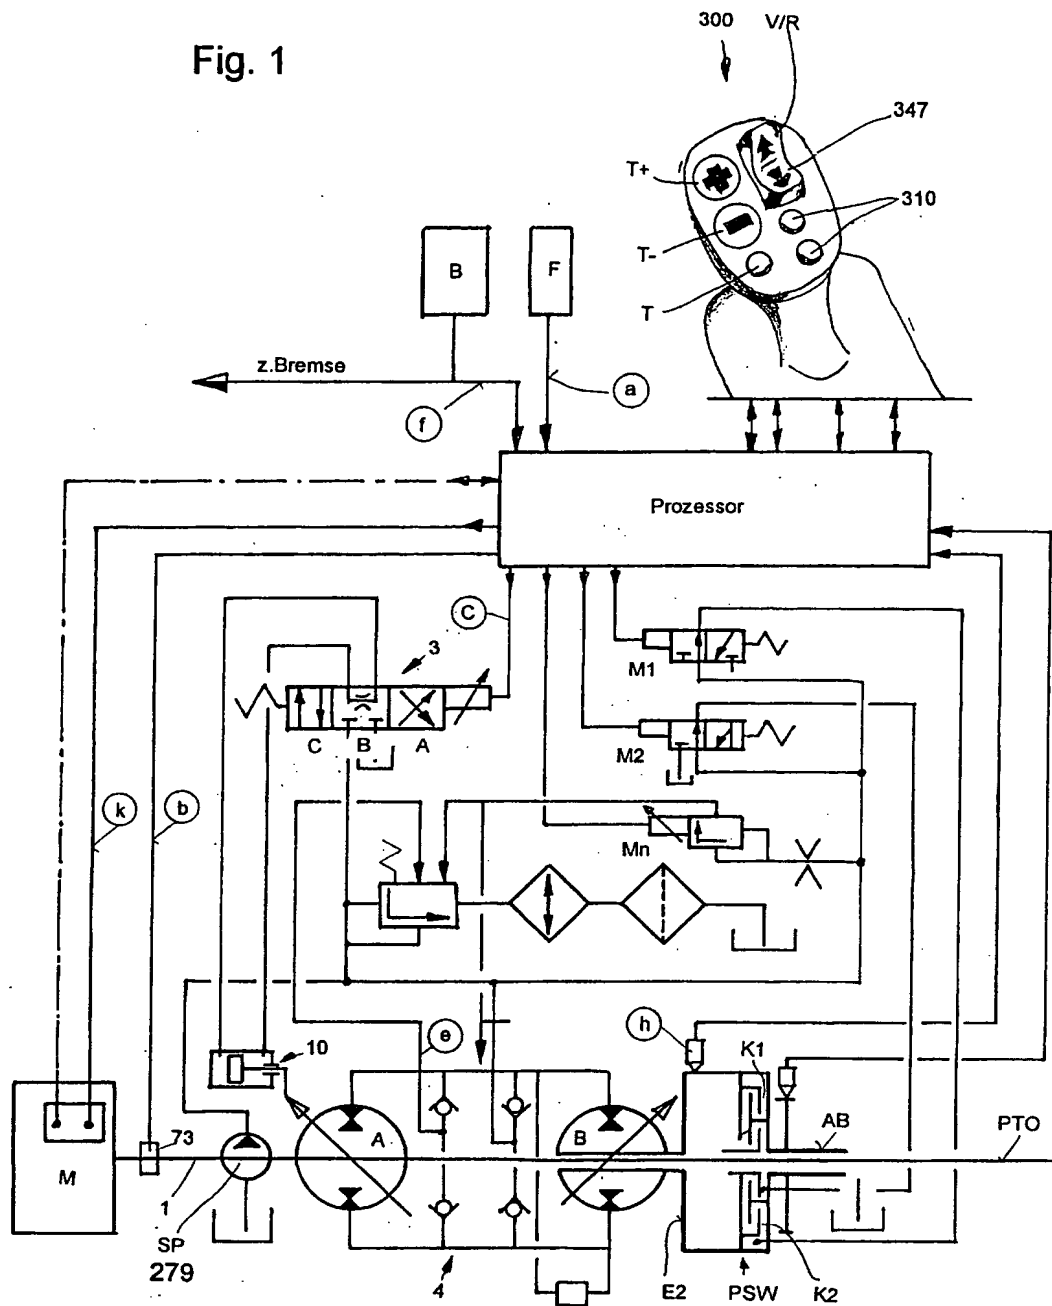 Fig. 1
300
V/R
347
T+
310
T-
T
B
F
z.Bremse
a
f
Prozessor
C
3
M1
C
B
A
M2
k
b
Mn
e
h
10
K1
73
A
B
AB
PTO
M
1
SP
279
4
E2
PSW
K2